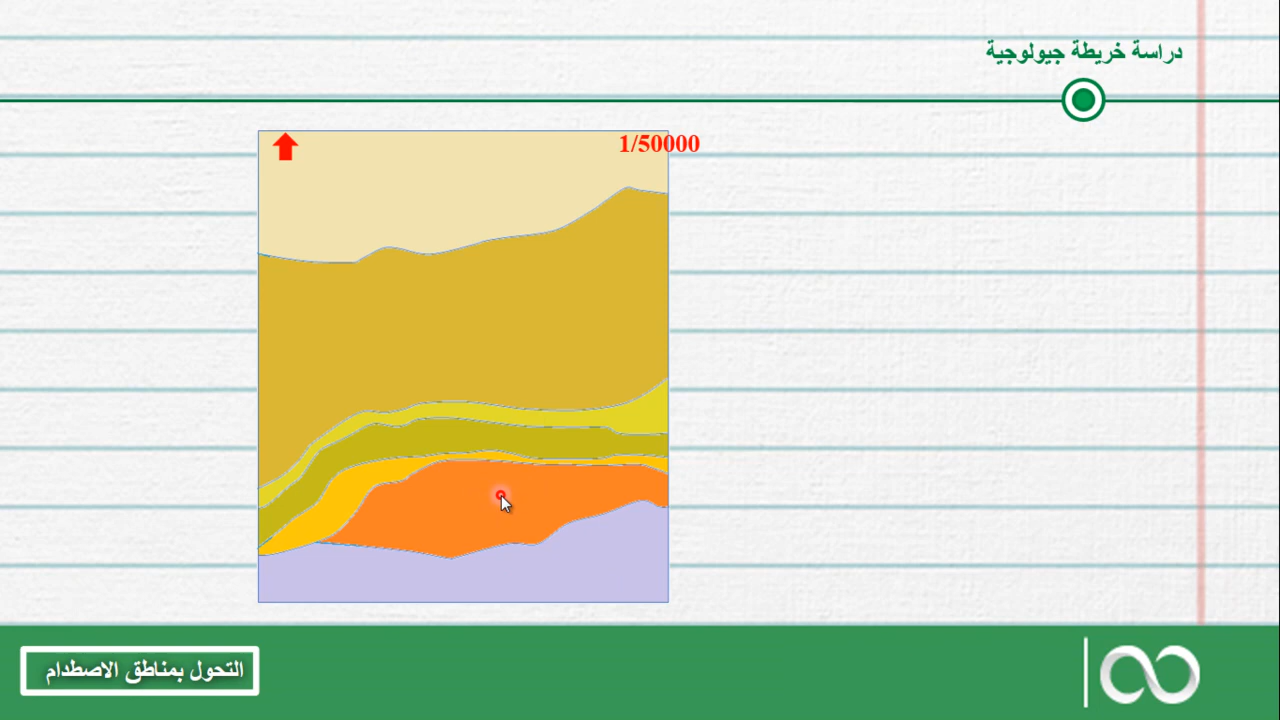 دراسة خريطة جيولوجية
1/50000
التحول بمناطق الاصطدام